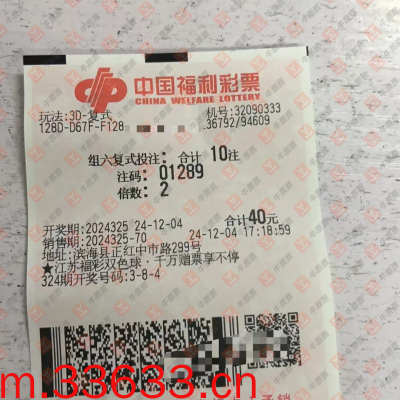 中国福利彩票
CHINA WELFARE LOTTERY
玩法:3D-复式 机号:32090333
128D-D67F-F128 36792/94609
组六复式投注: 合计 10注
注码: 01289
倍数: 2
开奖期:2024325 24-12-04 合计40元
销售期:2024325-70 24-12-04 17:18:59
地址:滨海县正红中市路299号
★江苏福彩双色球·千万赠票享不停
324期开奖号码:3-8-4
m.33633.cn